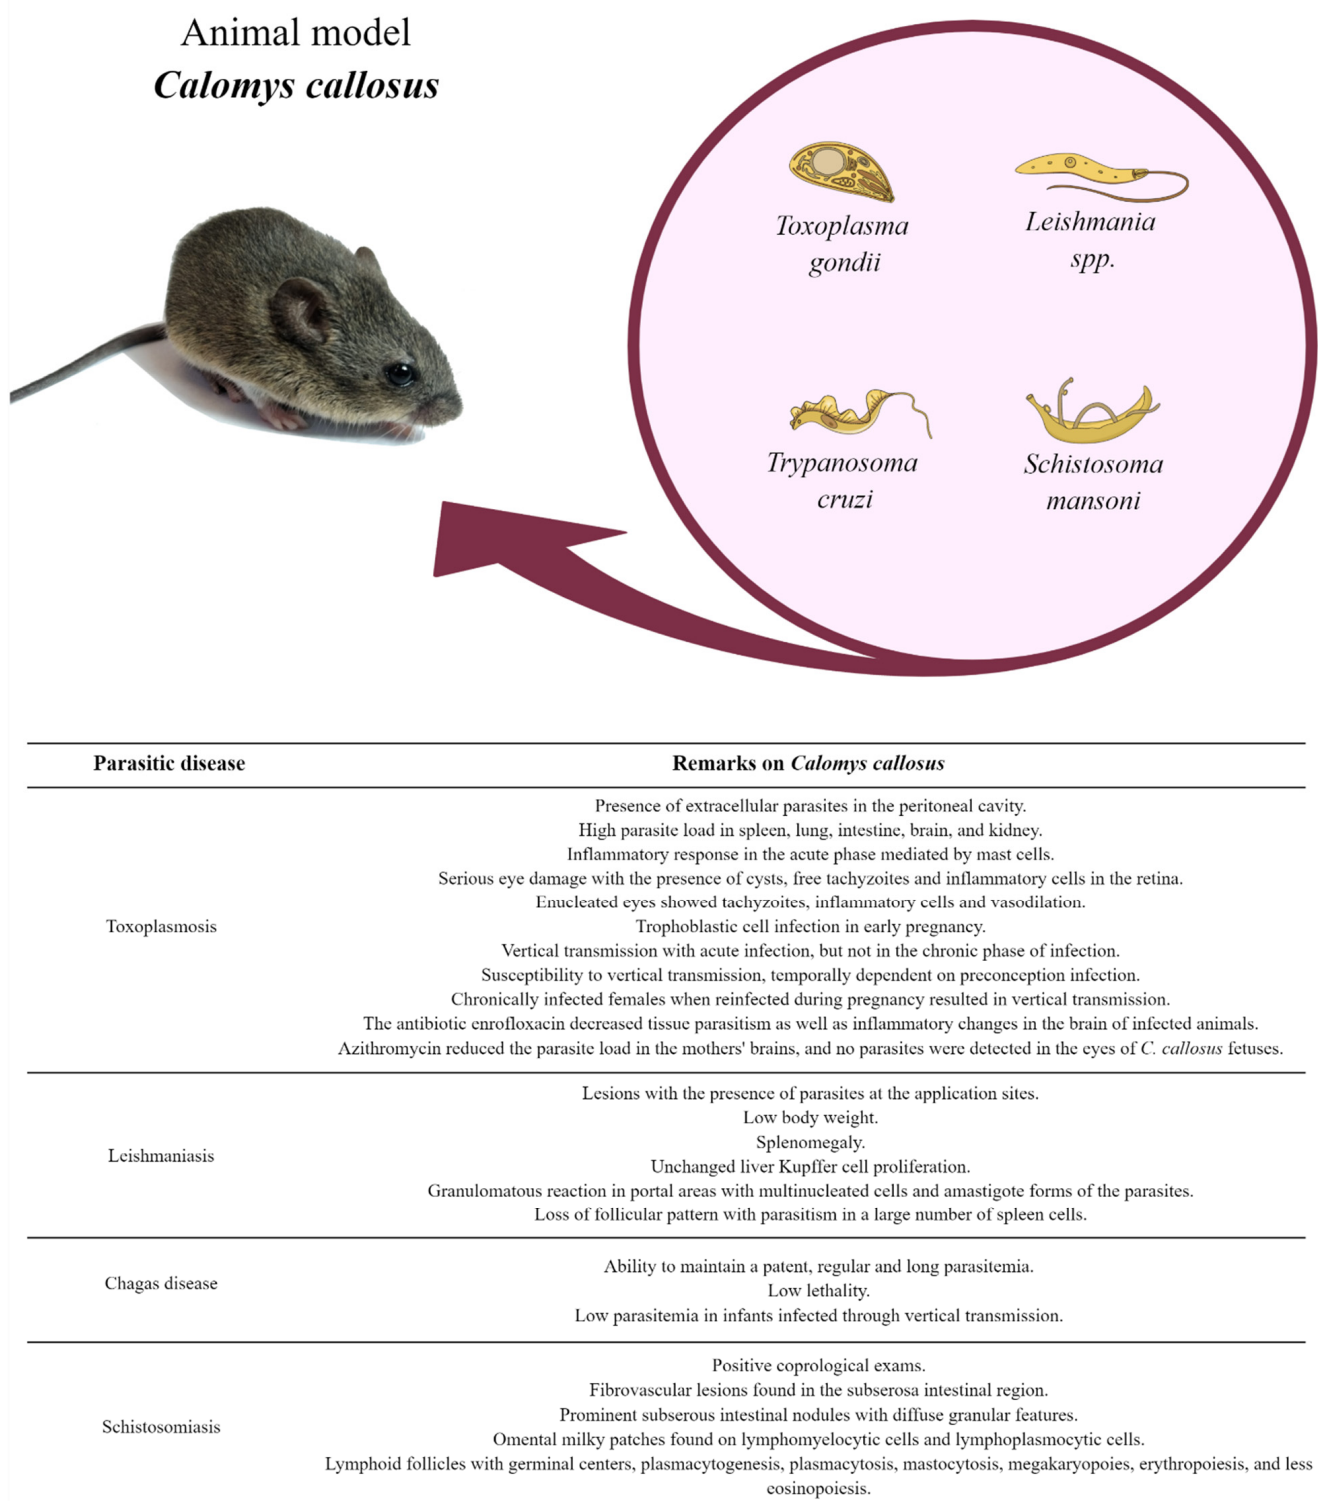 Animal model
Calomys callosus
Toxoplasma
gondii
Leishmania
spp.
Trypanosoma
cruzi
Schistosoma
mansoni
Parasitic disease
Remarks on Calomys callosus
Toxoplasmosis
Presence of extracellular parasites in the peritoneal cavity.
High parasite load in spleen, lung, intestine, brain, and kidney.
Inflammatory response in the acute phase mediated by mast cells.
Serious eye damage with the presence of cysts, free tachyzoites and inflammatory cells in the retina.
Enucleated eyes showed tachyzoites, inflammatory cells and vasodilation.
Trophoblastic cell infection in early pregnancy.
Vertical transmission with acute infection, but not in the chronic phase of infection.
Susceptibility to vertical transmission, temporally dependent on preconception infection.
Chronically infected females when reinfected during pregnancy resulted in vertical transmission.
The antibiotic enrofloxacin decreased tissue parasitism as well as inflammatory changes in the brain of infected animals.
Azithromycin reduced the parasite load in the mothers' brains, and no parasites were detected in the eyes of C. callosus fetuses.
Leishmaniasis
Lesions with the presence of parasites at the application sites.
Low body weight.
Splenomegaly.
Unchanged liver Kupffer cell proliferation.
Granulomatous reaction in portal areas with multinucleated cells and amastigote forms of the parasites.
Loss of follicular pattern with parasitism in a large number of spleen cells.
Chagas disease
Ability to maintain a patent, regular and long parasitemia.
Low lethality.
Low parasitemia in infants infected through vertical transmission.
Schistosomiasis
Positive coprological exams.
Fibrovascular lesions found in the subserosa intestinal region.
Prominent subserous intestinal nodules with diffuse granular features.
Omental milky patches found on lymphomyelocytic cells and lymphoplasmocytic cells.
Lymphoid follicles with germinal centers, plasmacytogenesis, plasmacytosis, mastocytosis, megakaryopoies, erythropoiesis, and less
eosinopoiesis.